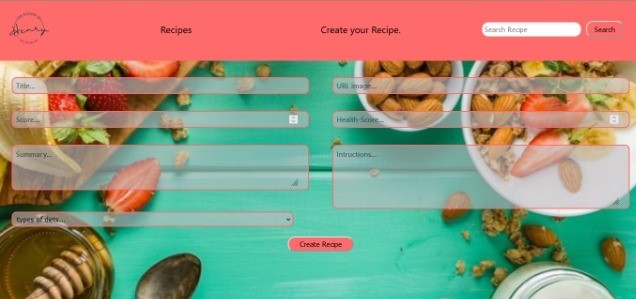 Henry
Recipes
Create your Recipe.
Search Recipe
Search
Title...
URL Image...
Score...
Health-Score...
Summary...
Intructions...
types of diets...
Create Recipe